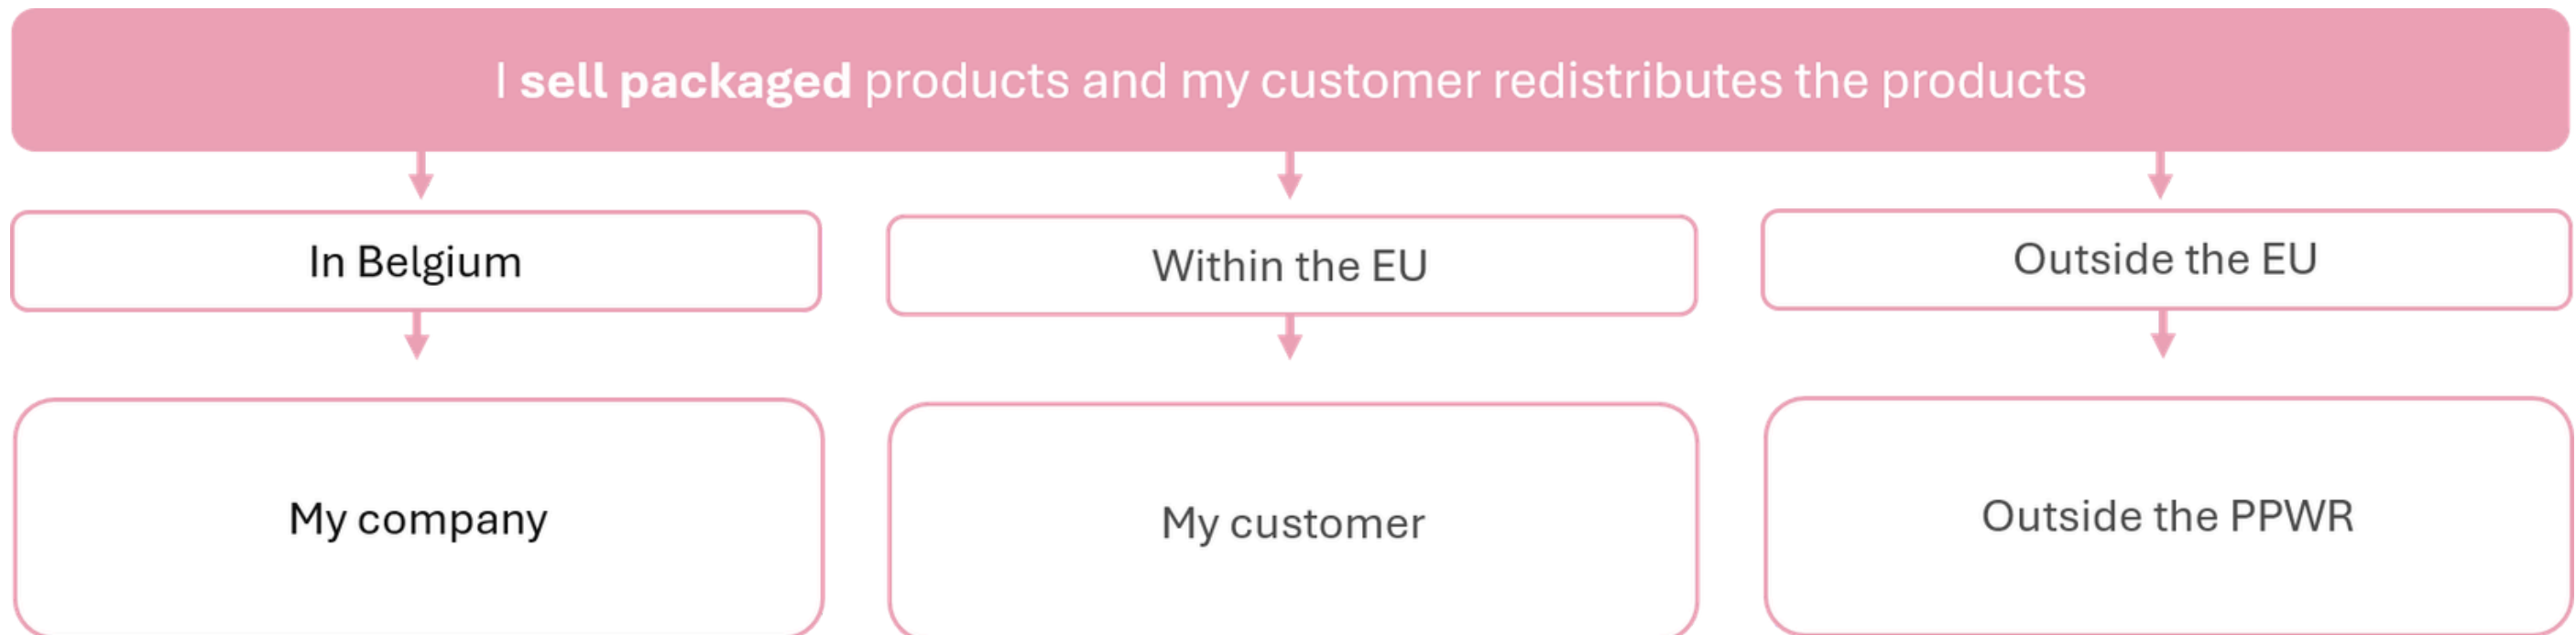 I sell packaged products and my customer redistributes the products
In Belgium
Within the EU
Outside the EU
My company
My customer
Outside the PPWR